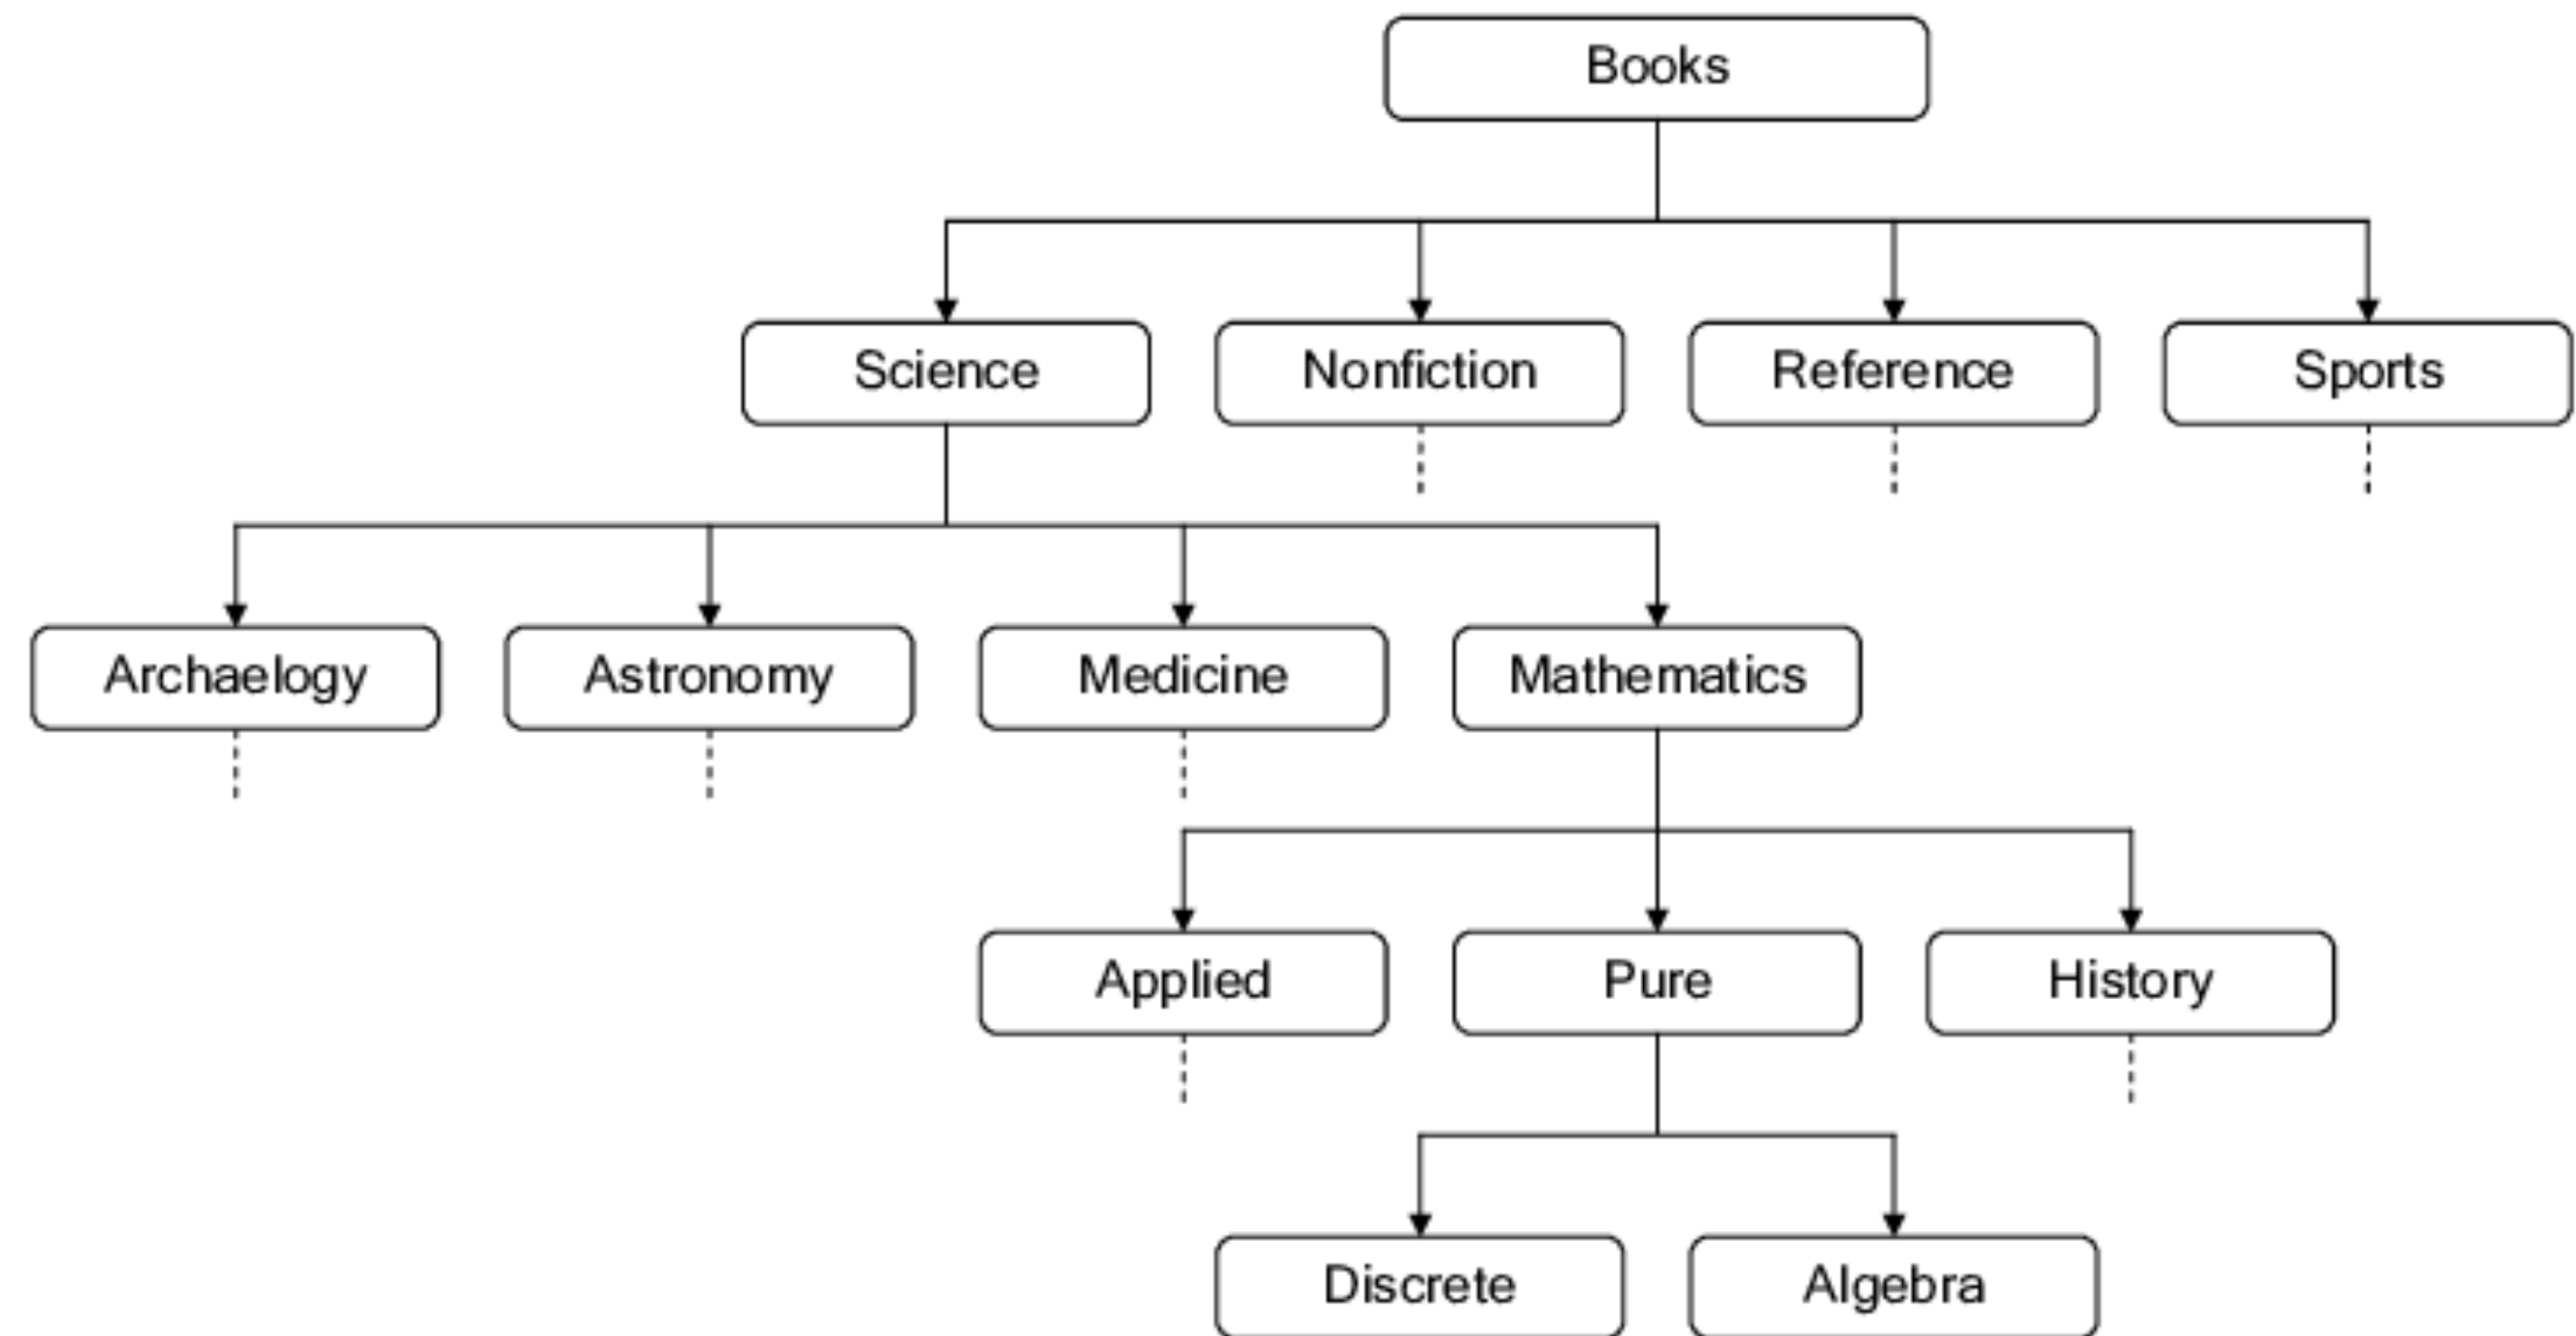 Books
Science
Nonfiction
Reference
Sports
Archaelogy
Astronomy
Medicine
Mathematics
Applied
Pure
History
Discrete
Algebra